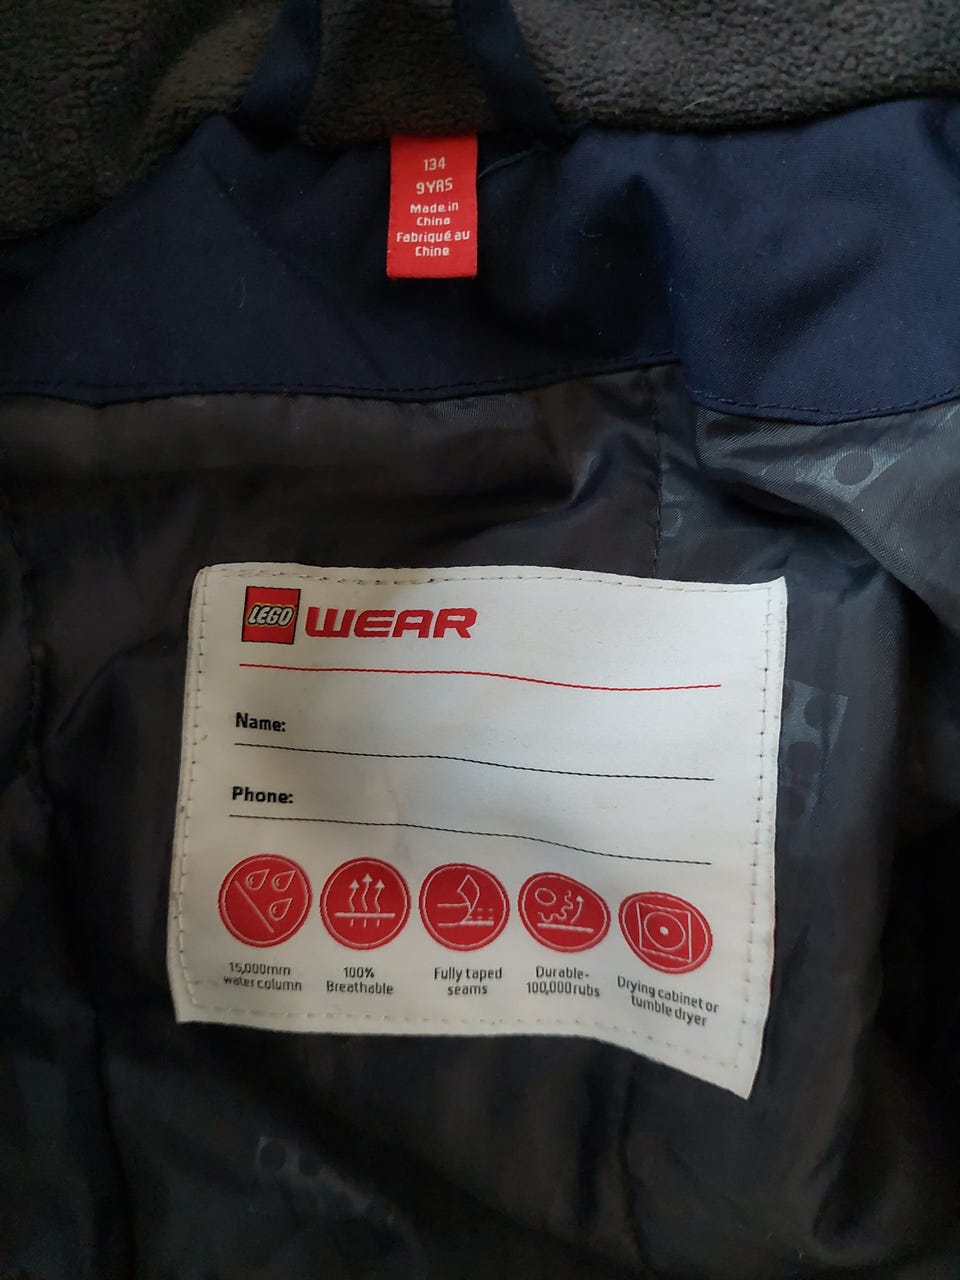 134
9YRS
Made in
China
Fabriqué au
Chine
LEGO WEAR
Name:
Phone:
15,000mm
water column
100%
Breathable
Fully taped
seams
Durable-
100,000 rubs
Drying cabinet or
tumble dryer